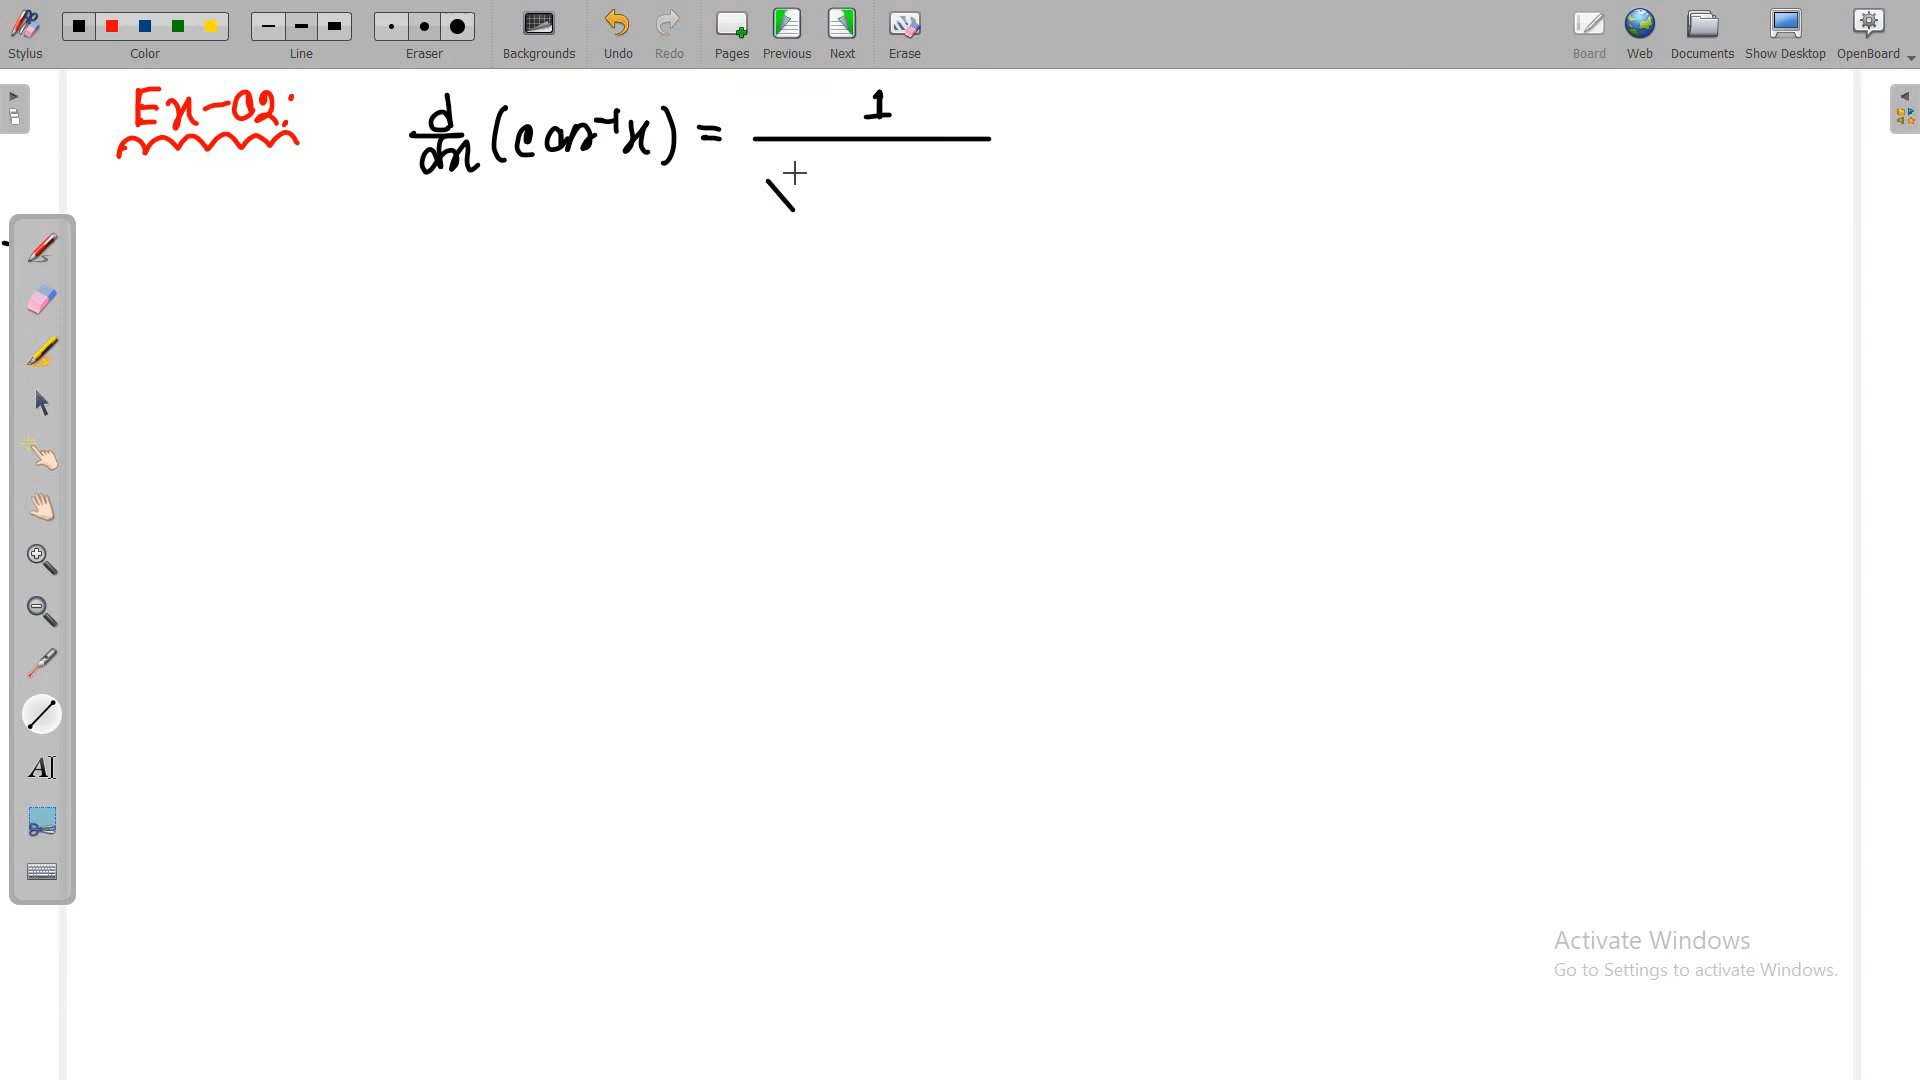 Stylus Color Line Eraser Backgrounds Undo Redo Pages Previous Next Erase Board Web Documents Show Desktop OpenBoard
Ex-02:
d/dx (cos⁻¹x) = 1
Activate Windows
Go to Settings to activate Windows.